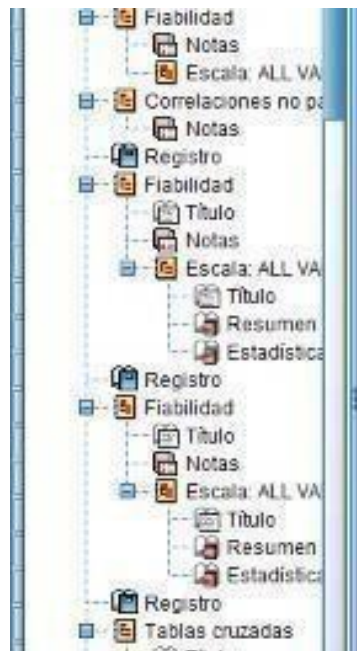 Fiabilidad
Notas
Escala: ALL VA
Correlaciones no pa
Notas
Registro
Fiabilidad
Título
Notas
Escala: ALL VA
Título
Resumen
Estadística
Registro
Fiabilidad
Título
Notas
Escala: ALL VA
Título
Resumen
Estadística
Registro
Tablas cruzadas